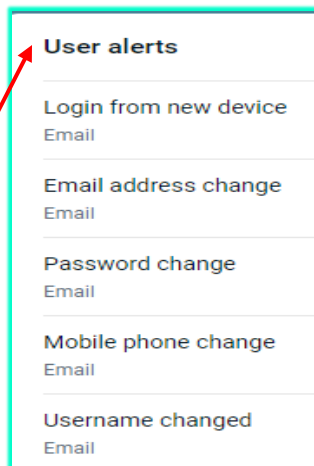 User alerts
Login from new device
Email
Email address change
Email
Password change
Email
Mobile phone change
Email
Username changed
Email